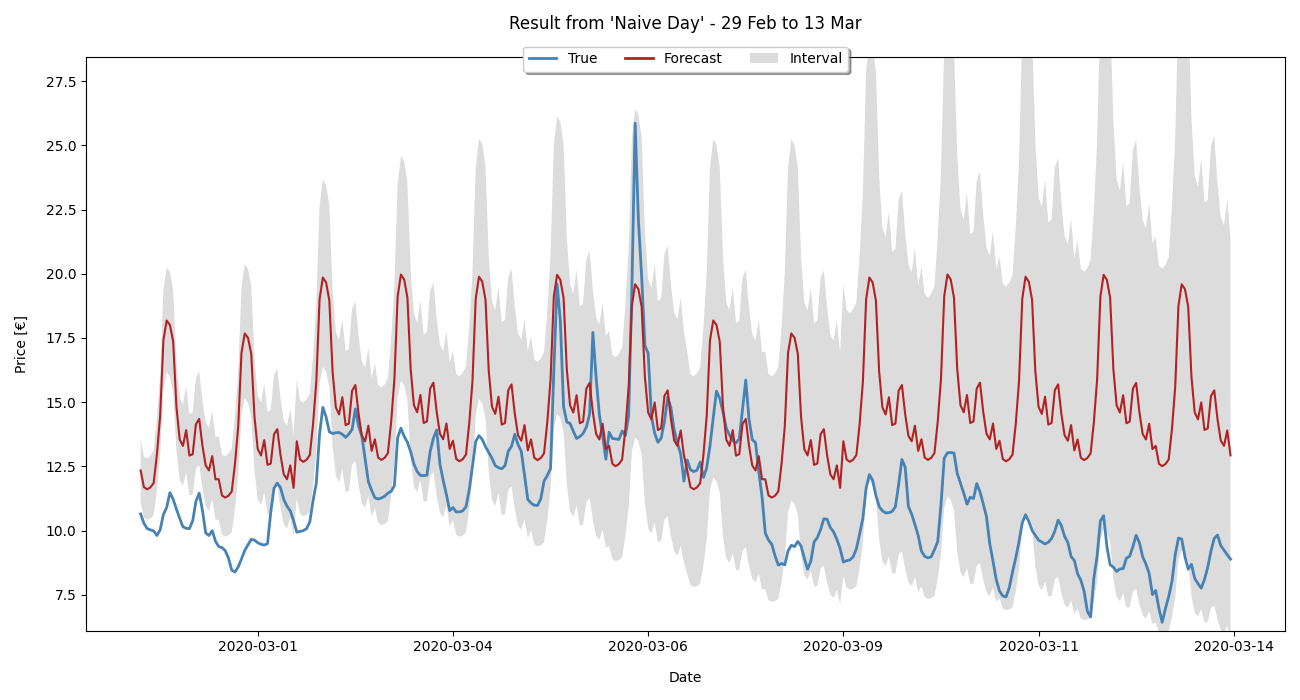 Result from 'Naive Day' - 29 Feb to 13 Mar
True Forecast Interval
27.5
25.0
22.5
20.0
17.5
15.0
12.5
10.0
7.5
Price [€]
2020-03-01 2020-03-04 2020-03-06 2020-03-09 2020-03-11 2020-03-14
Date